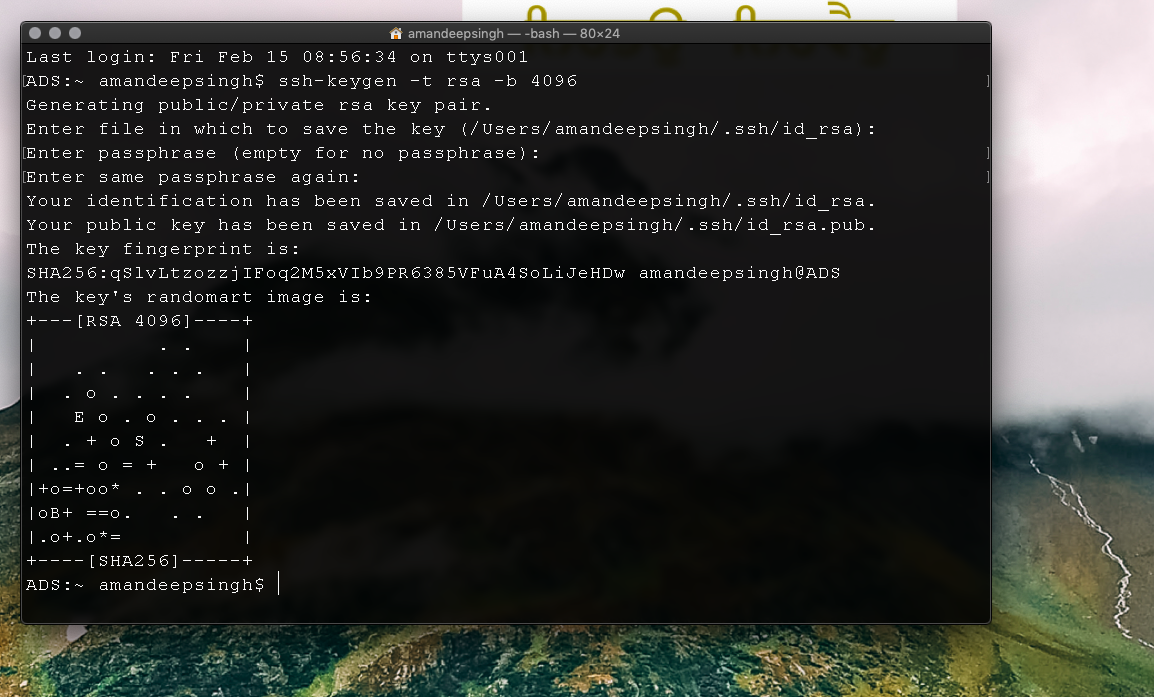 amandeepsingh — -bash — 80×24
Last login: Fri Feb 15 08:56:34 on ttys001
[ADS:~ amandeepsingh$ ssh-keygen -t rsa -b 4096 ]
Generating public/private rsa key pair.
Enter file in which to save the key (/Users/amandeepsingh/.ssh/id_rsa):
[Enter passphrase (empty for no passphrase): ]
[Enter same passphrase again: ]
Your identification has been saved in /Users/amandeepsingh/.ssh/id_rsa.
Your public key has been saved in /Users/amandeepsingh/.ssh/id_rsa.pub.
The key fingerprint is:
SHA256:qSlvLtzozzjIFoq2M5xVIb9PR6385VFuA4SoLiJeHDw amandeepsingh@ADS
The key's randomart image is:
+---[RSA 4096]----+
|          . .    |
|   . .   . . .   |
|  . o . . . .    |
|   E o . o . . . |
|  . + o S .   +  |
| ..= o = +   o + |
|+o=+oo* . . o o .|
|oB+ ==o.   . .   |
|.o+.o*=          |
+----[SHA256]-----+
ADS:~ amandeepsingh$